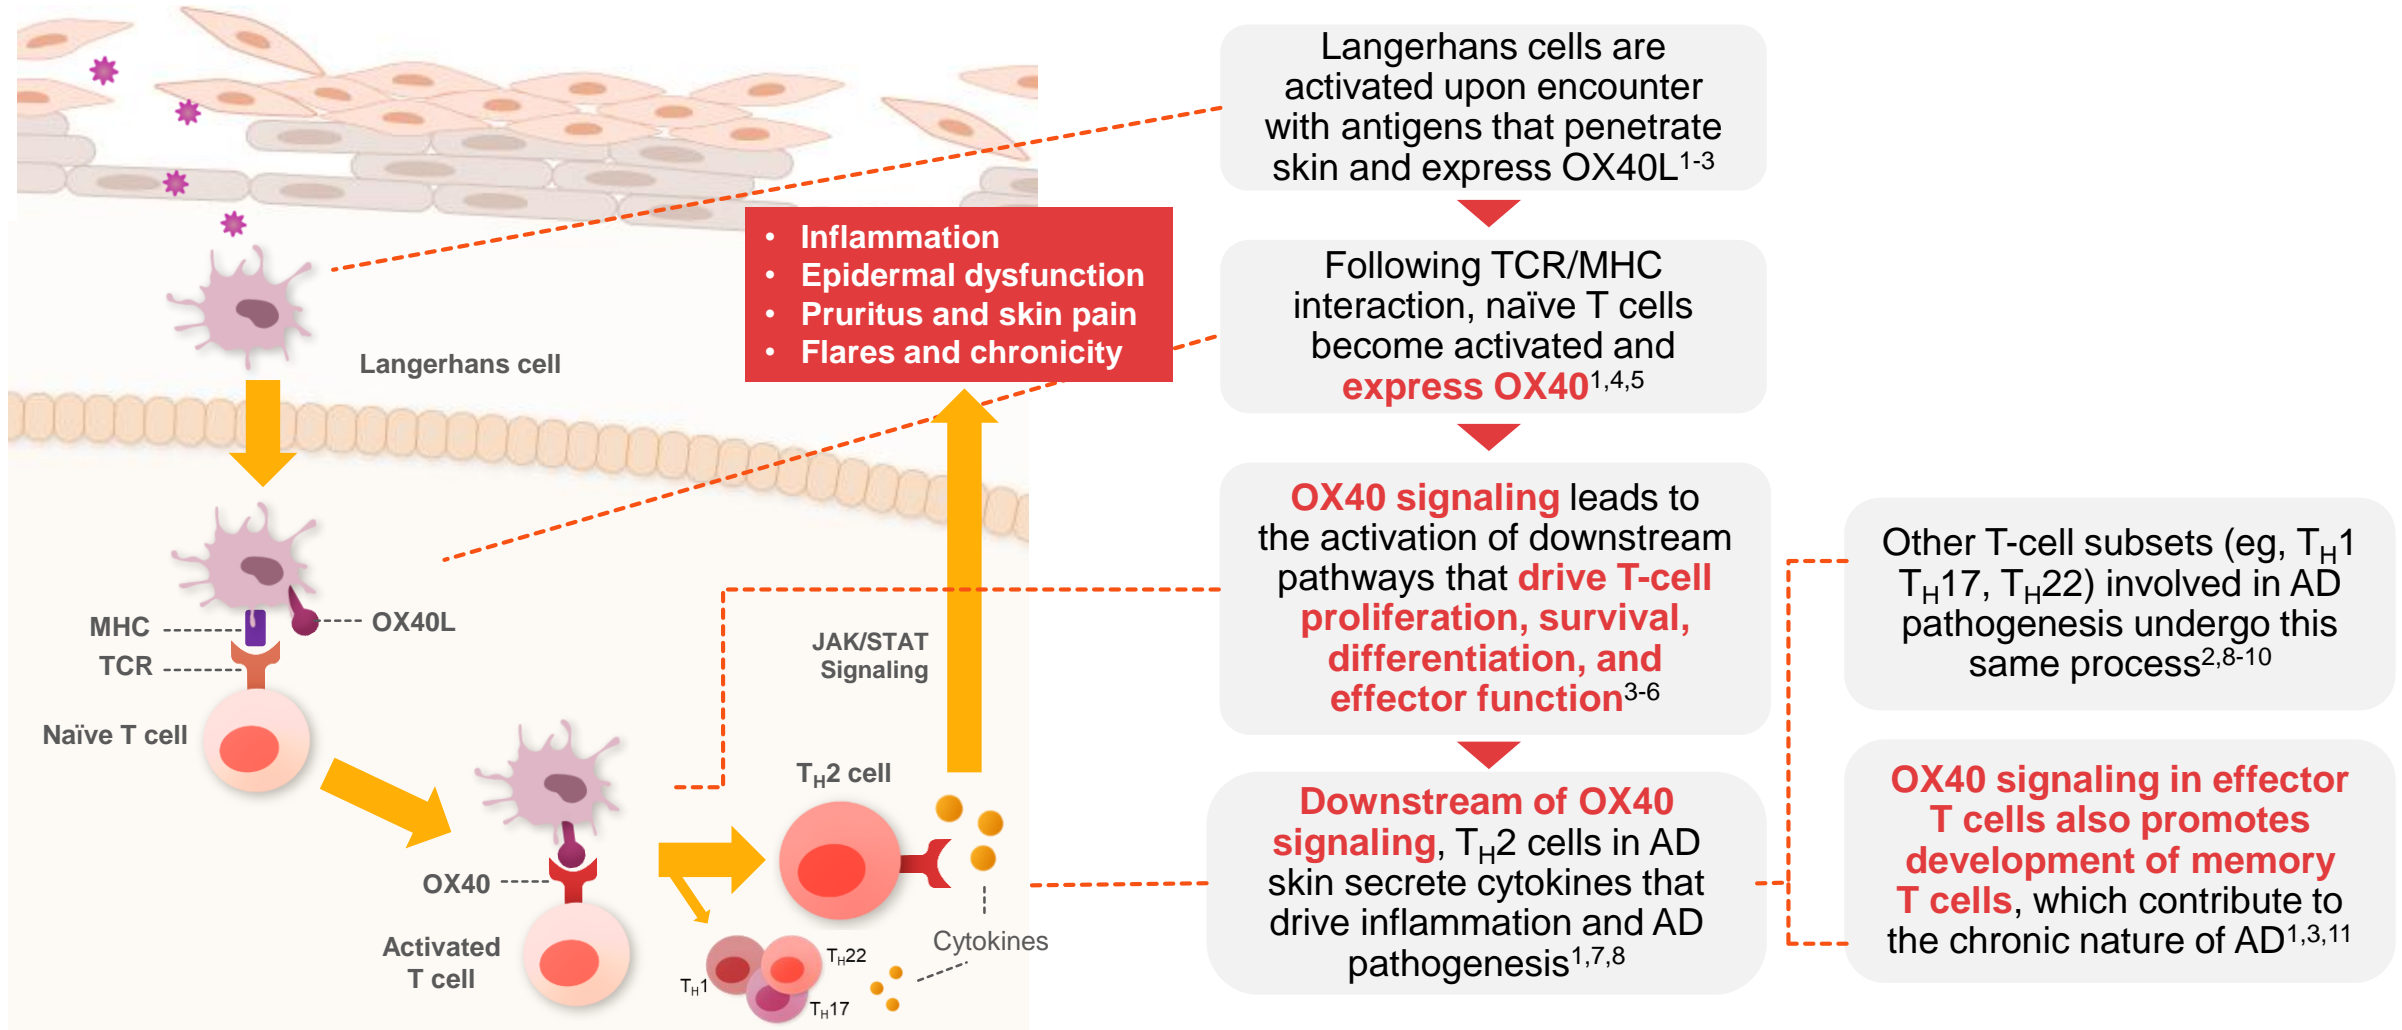 Langerhans cells are
activated upon encounter
with antigens that penetrate
skin and express OX40L1-3
• Inflammation
• Epidermal dysfunction
• Pruritus and skin pain
• Flares and chronicity
Following TCR/MHC
interaction, naïve T cells
become activated and
express OX401,4,5
Langerhans cell
OX40 signaling leads to
the activation of downstream
pathways that drive T-cell
proliferation, survival,
differentiation, and
effector function3-6
Other T-cell subsets (eg, TH1
TH17, TH22) involved in AD
pathogenesis undergo this
same process2,8-10
MHC
OX40L
TCR
JAK/STAT
Signaling
Naïve T cell
TH2 cell
Downstream of OX40
signaling, TH2 cells in AD
skin secrete cytokines that
drive inflammation and AD
pathogenesis1,7,8
OX40 signaling in effector
T cells also promotes
development of memory
T cells, which contribute to
the chronic nature of AD1,3,11
OX40
Activated
T cell
Cytokines
TH22
TH1
TH17